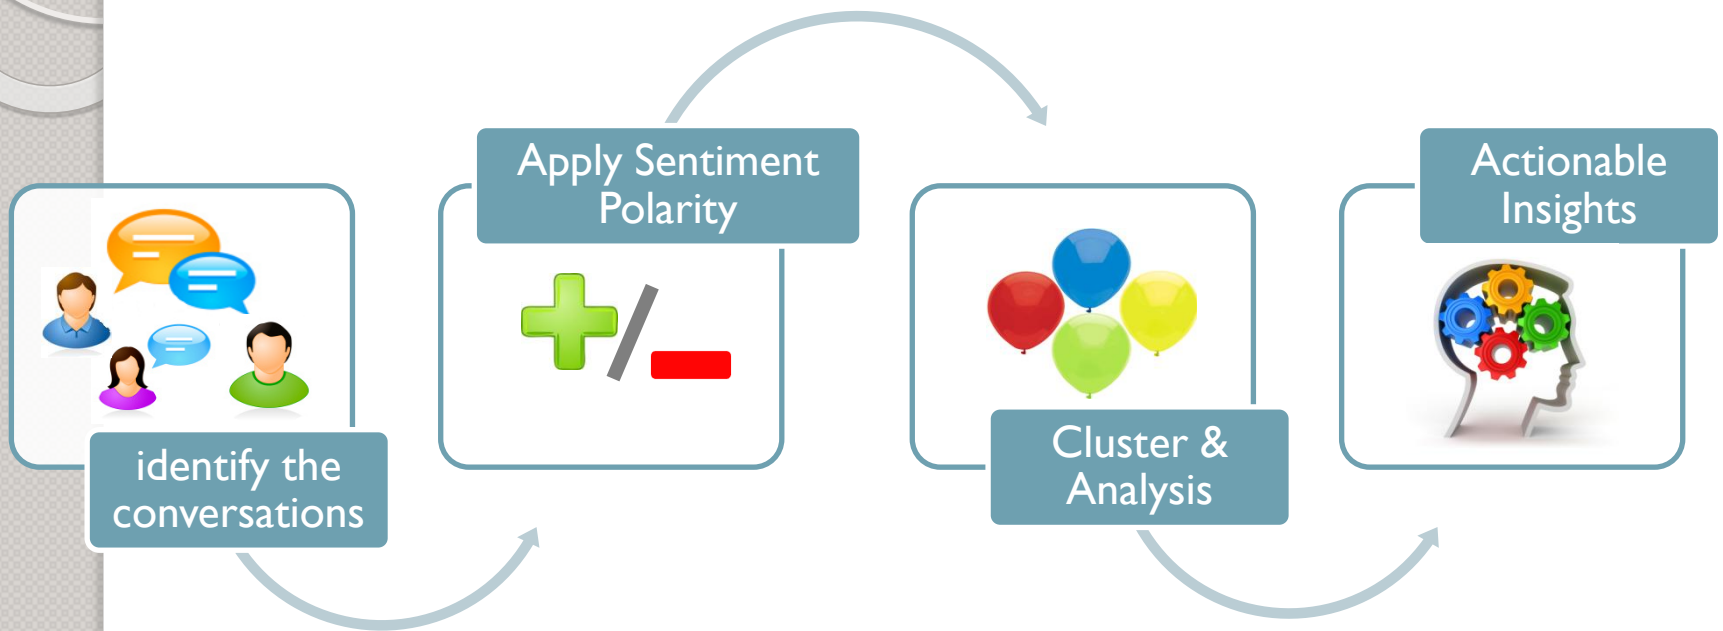 identify the
conversations
Apply Sentiment
Polarity
Cluster &
Analysis
Actionable
Insights